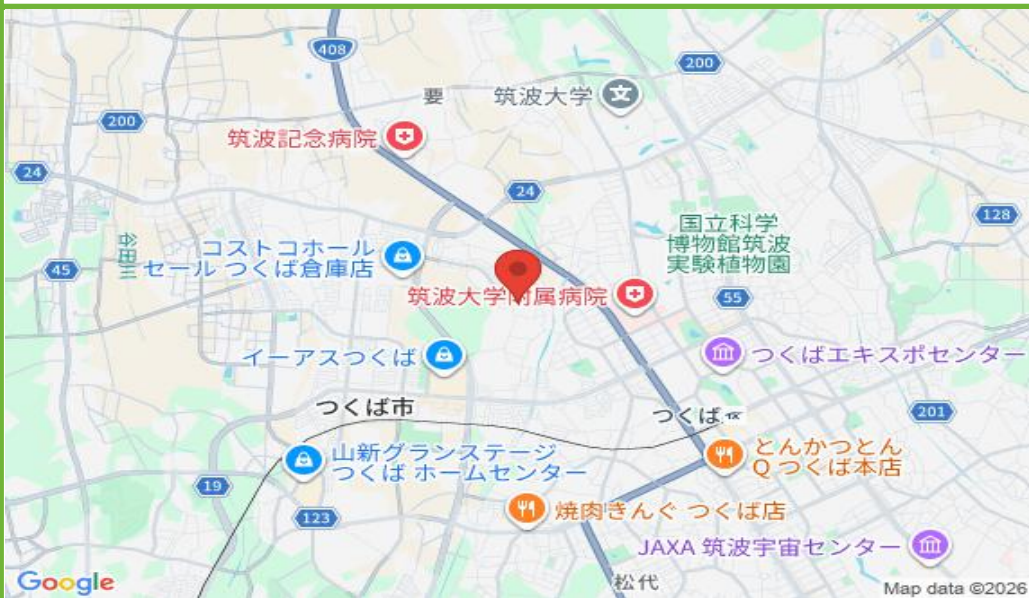 408
200
要
筑波大学
文
200
筑波記念病院
24
24
128
谷田川
国立科学
博物館筑波
実験植物園
コストコホール
セール つくば倉庫店
45
筑波大学附属病院
55
イーアスつくば
つくばエキスポセンター
つくば市
つくば
201
山新グランステージ
つくば ホームセンター
とんかつとん
Q つくば本店
19
123
焼肉きんぐ つくば店
JAXA 筑波宇宙センター
松代
Google
Map data ©2026